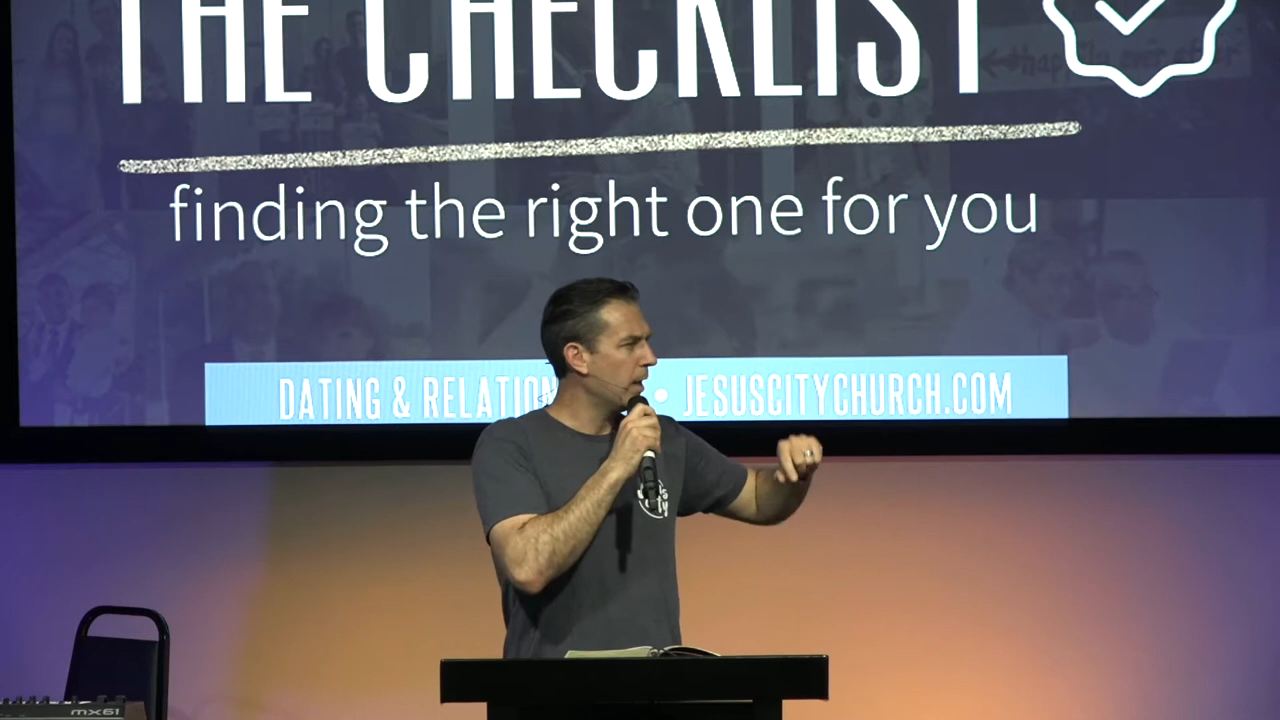 THE CHECKLIST
finding the right one for you
DATING & RELATION • JESUSCITYCHURCH.COM
mx61